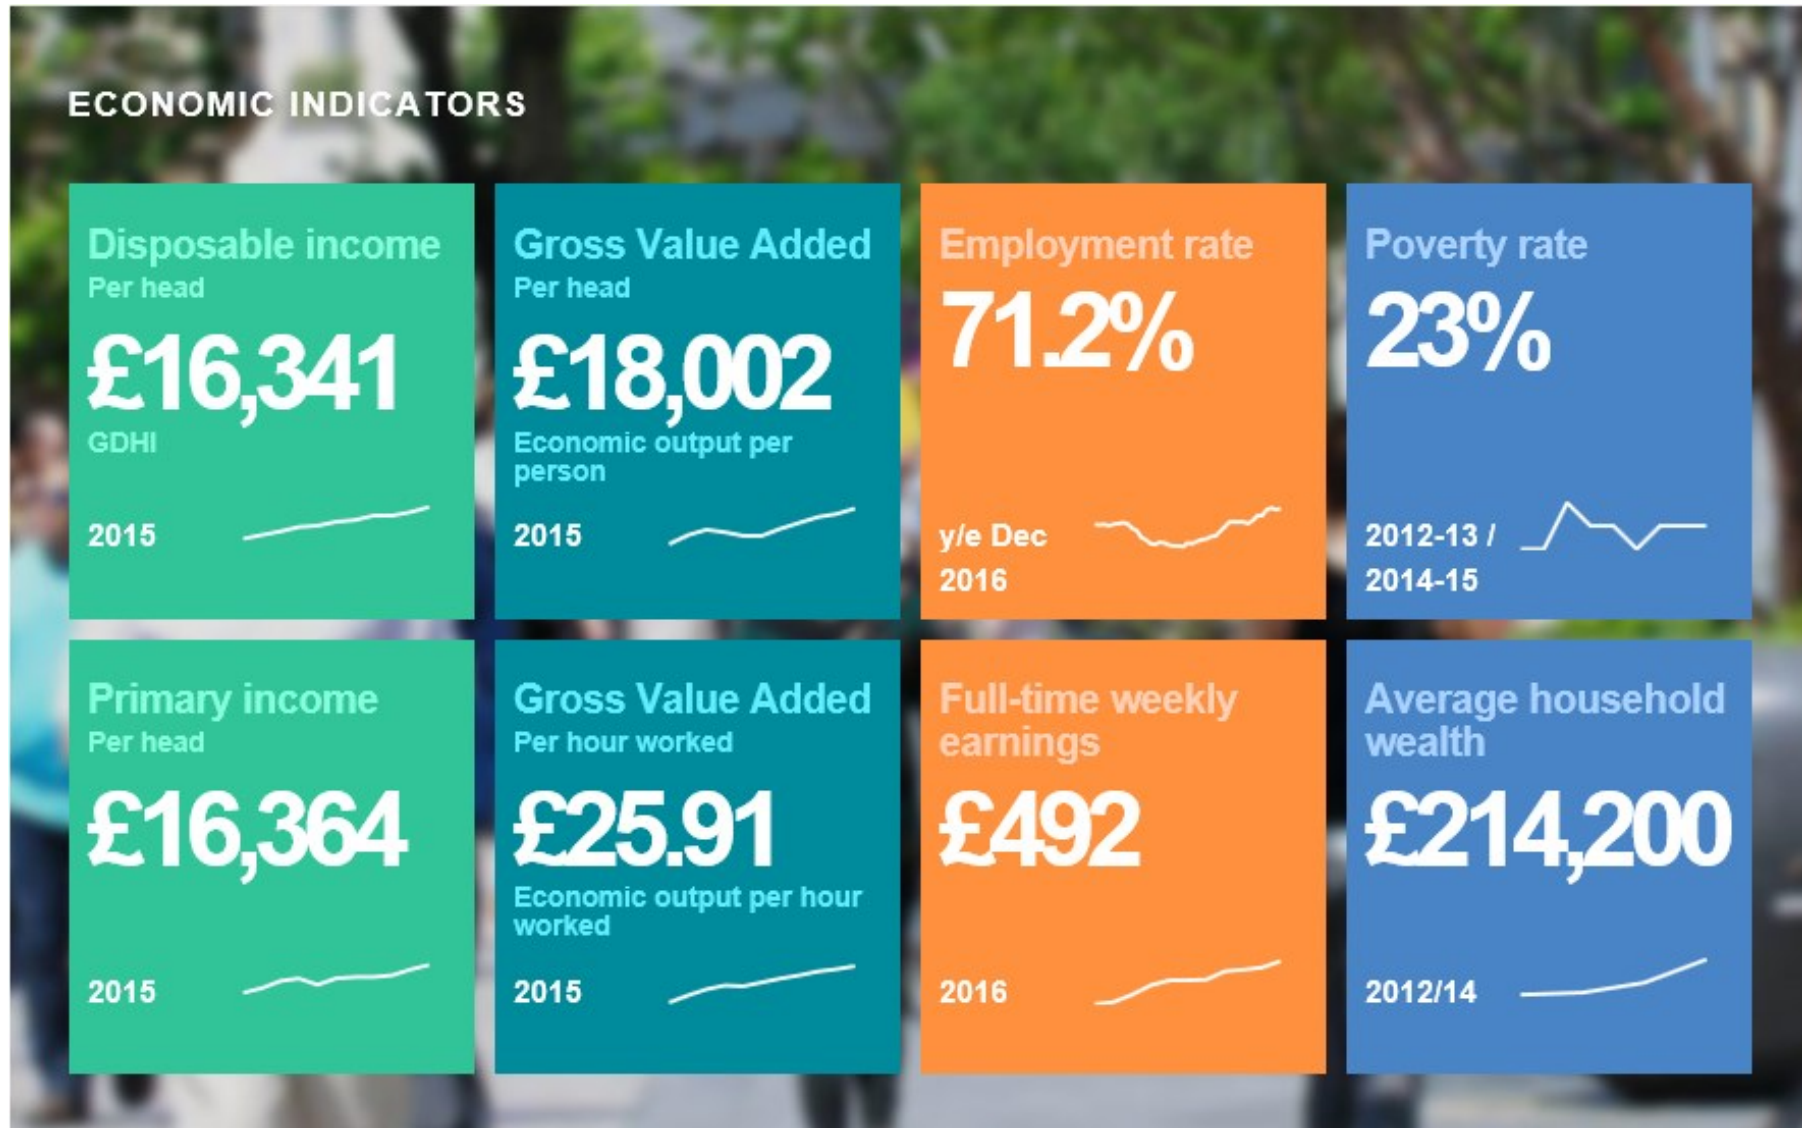 ECONOMIC INDICATORS
Disposable income
Per head
£16,341
GDHI
2015
Gross Value Added
Per head
£18,002
Economic output per
person
2015
Employment rate
71.2%
y/e Dec
2016
Poverty rate
23%
2012-13 /
2014-15
Primary income
Per head
£16,364
2015
Gross Value Added
Per hour worked
£25.91
Economic output per hour
worked
2015
Full-time weekly
earnings
£492
2016
Average household
wealth
£214,200
2012/14